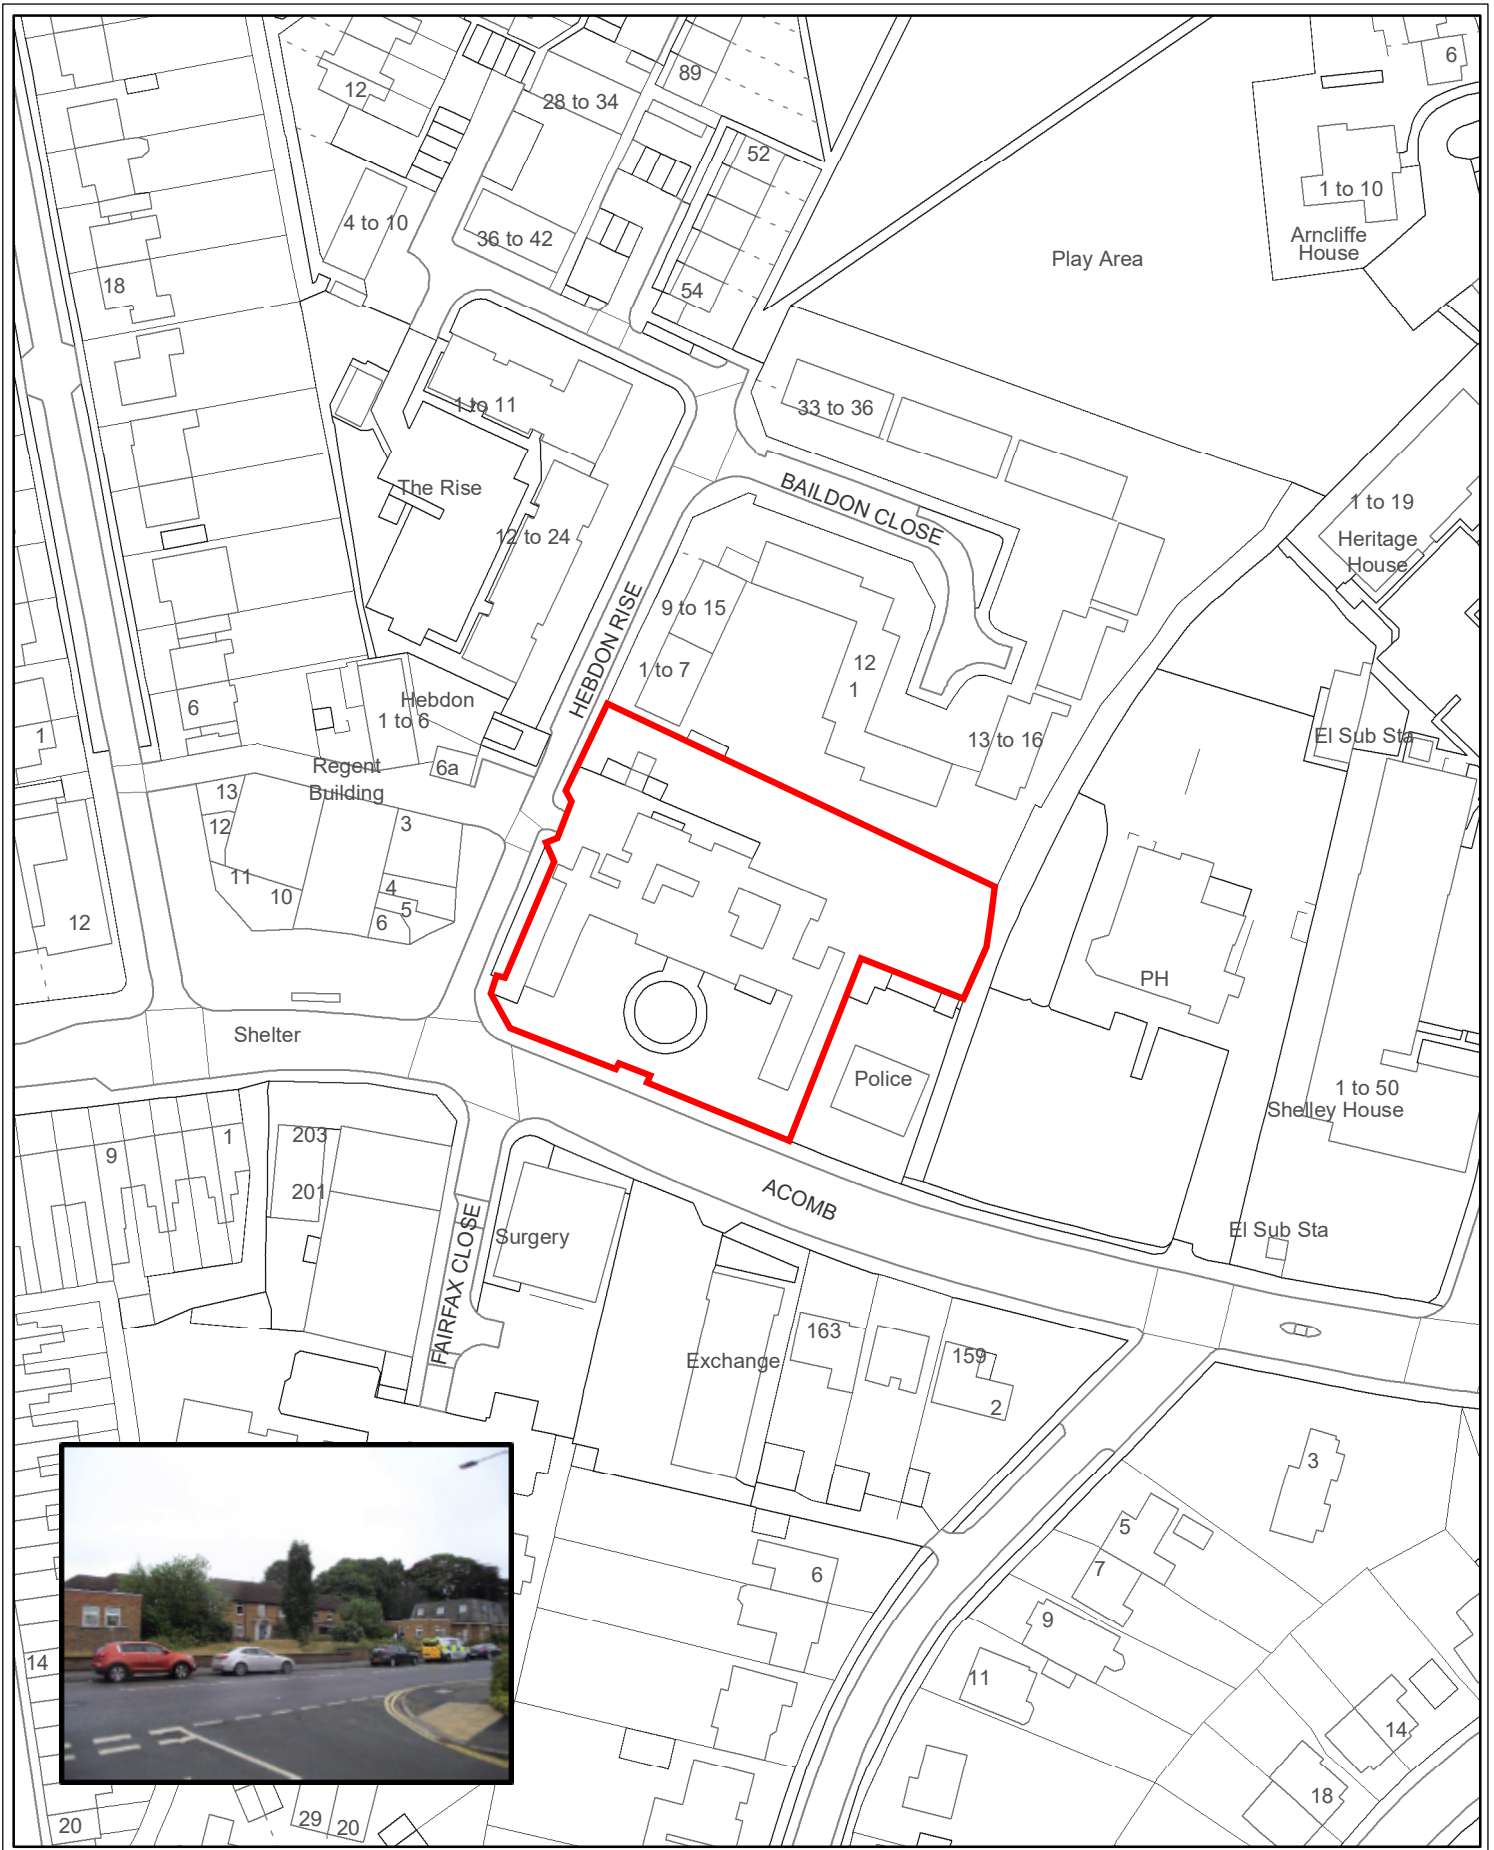 6
89
12
28 to 34
52
1 to 10
4 to 10
36 to 42
Arncliffe
House
Play Area
18
54
1 to 11
33 to 36
The Rise
BAILDON CLOSE
1 to 19
12 to 24
Heritage
House
HEBDON RISE
9 to 15
1 to 7
12
1
6
Hebdon
1 to 6
1
13 to 16
El Sub Sta
6a
Regent
Building
13
12
3
11
10
4
5
6
12
PH
Shelter
Police
1 to 50
Shelley House
203
1
9
201
ACOMB
FAIRFAX CLOSE
Surgery
El Sub Sta
163
Exchange
159
2
3
5
7
6
9
14
11
14
18
20
29
20